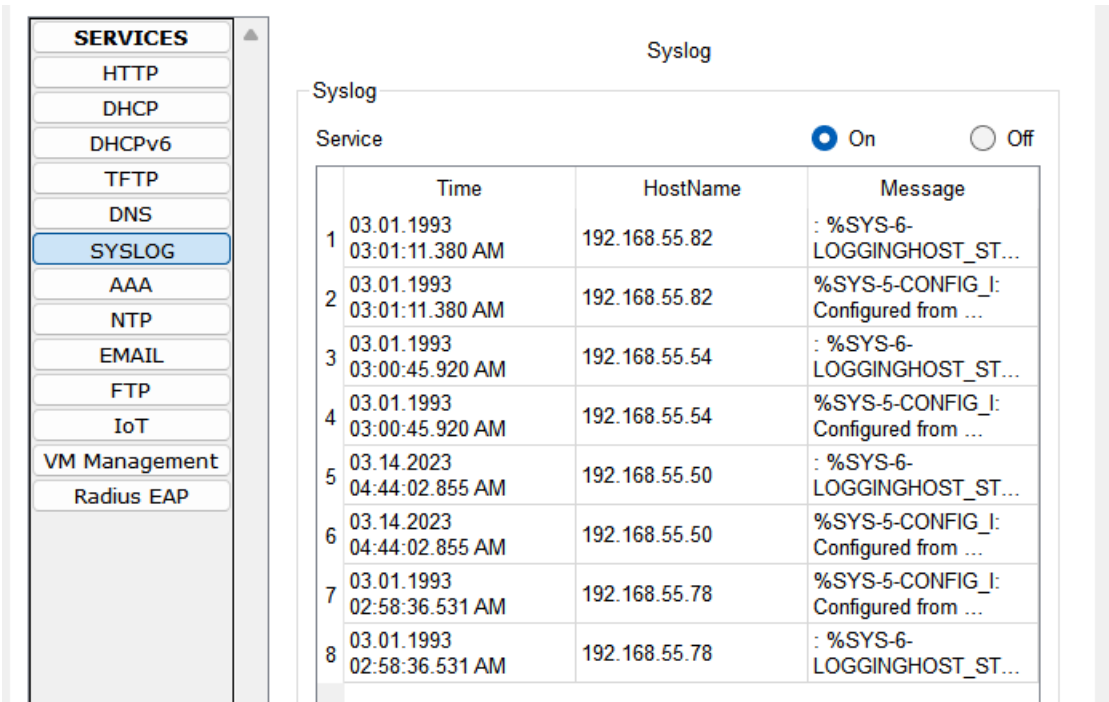 SERVICES
HTTP
DHCP
DHCPv6
TFTP
DNS
SYSLOG
AAA
NTP
EMAIL
FTP
IoT
VM Management
Radius EAP
Syslog
Syslog
Service On Off
Time HostName Message
1 03.01.1993 03:01:11.380 AM 192.168.55.82 : %SYS-6-LOGGINGHOST_ST...
2 03.01.1993 03:01:11.380 AM 192.168.55.82 %SYS-5-CONFIG_I: Configured from ...
3 03.01.1993 03:00:45.920 AM 192.168.55.54 : %SYS-6-LOGGINGHOST_ST...
4 03.01.1993 03:00:45.920 AM 192.168.55.54 %SYS-5-CONFIG_I: Configured from ...
5 03.14.2023 04:44:02.855 AM 192.168.55.50 : %SYS-6-LOGGINGHOST_ST...
6 03.14.2023 04:44:02.855 AM 192.168.55.50 %SYS-5-CONFIG_I: Configured from ...
7 03.01.1993 02:58:36.531 AM 192.168.55.78 %SYS-5-CONFIG_I: Configured from ...
8 03.01.1993 02:58:36.531 AM 192.168.55.78 : %SYS-6-LOGGINGHOST_ST...